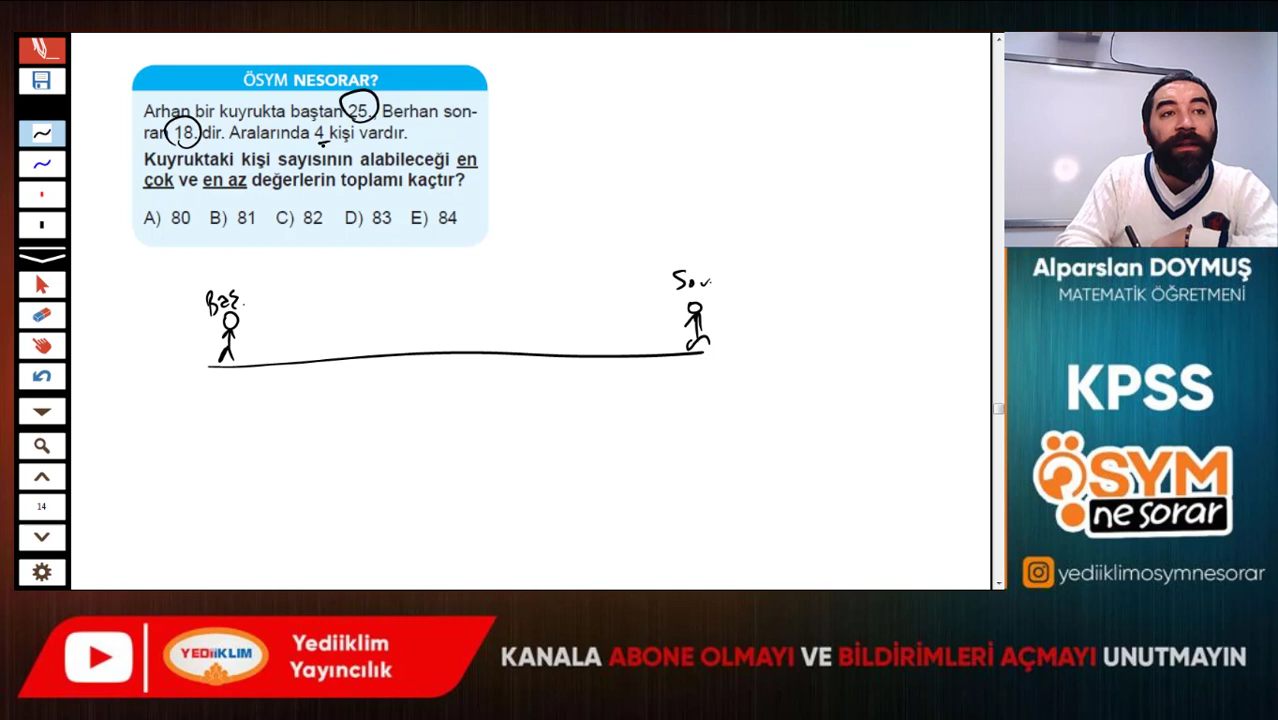 ÖSYM NESORAR?
Arhan bir kuyrukta baştan 25., Berhan son-
ran 18. dir. Aralarında 4 kişi vardır.
Kuyruktaki kişi sayısının alabileceği en
çok ve en az değerlerin toplamı kaçtır?
A) 80 B) 81 C) 82 D) 83 E) 84
Baş.
Son.
14
Alparslan DOYMUŞ
MATEMATİK ÖĞRETMENİ
KPSS
ÖSYM
ne sorar
yediiklimosymnesorar
YEDiiKLİM
Yediiklim
Yayıncılık
KANALA ABONE OLMAYI VE BİLDİRİMLERİ AÇMAYI UNUTMAYIN